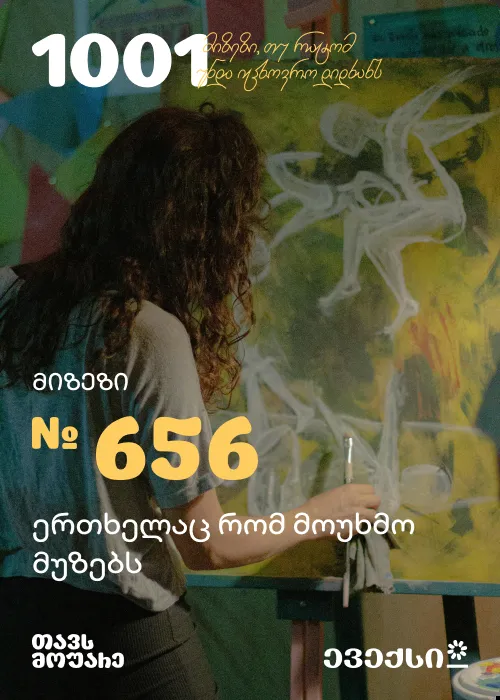 1001 მიზეზი, თუ რატომ
უნდა იცხოვრო დიდხანს
მიზეზი
№ 656
ერთხელაც რომ მოუხმო
მუზებს
თავს
მოუარე
ევექსი